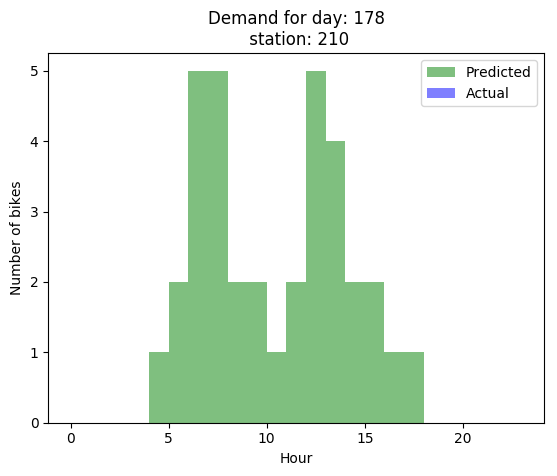 Demand for day: 178
station: 210
Predicted
Actual
Number of bikes
5
4
3
2
1
0
0
5
10
15
20
Hour